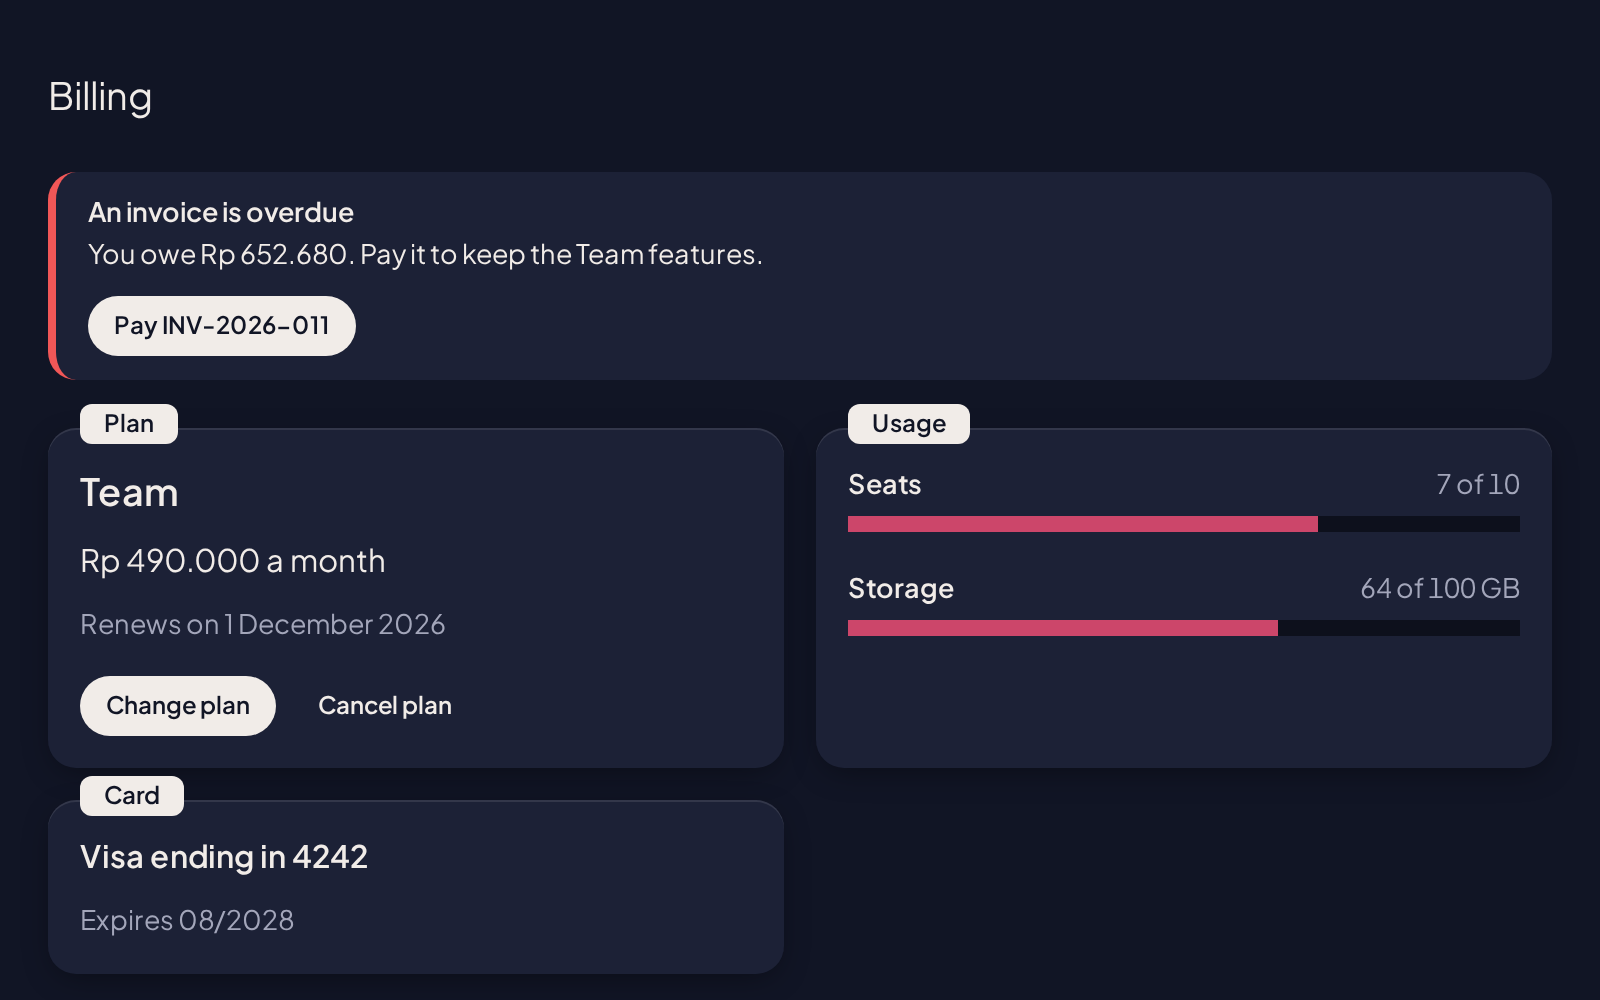 Billing
An invoice is overdue
You owe Rp 652.680. Pay it to keep the Team features.
Pay INV-2026-011
Plan
Team
Rp 490.000 a month
Renews on 1 December 2026
Change plan
Cancel plan
Usage
Seats
7 of 10
Storage
64 of 100 GB
Card
Visa ending in 4242
Expires 08/2028